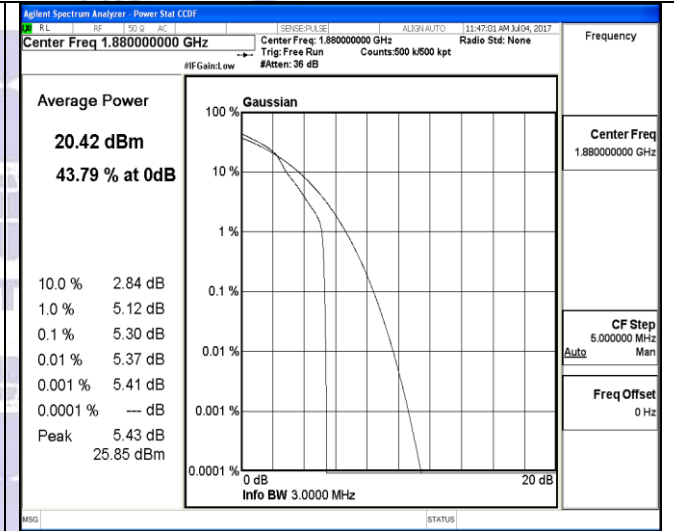 Agilent Spectrum Analyzer - Power Stat CCDF
RL RF 50 Ω AC SENSE:PULSE ALIGN AUTO 11:47:01 AM Jul 04, 2017
Center Freq 1.880000000 GHz
Center Freq: 1.880000000 GHz Radio Std: None
Trig: Free Run Counts:500 k/500 kpt
#IFGain:Low #Atten: 36 dB
Frequency
Average Power
20.42 dBm
43.79 % at 0dB
10.0 % 2.84 dB
1.0 % 5.12 dB
0.1 % 5.30 dB
0.01 % 5.37 dB
0.001 % 5.41 dB
0.0001 % --- dB
Peak 5.43 dB
25.85 dBm
Gaussian
100 %
10 %
1 %
0.1 %
0.01 %
0.001 %
0.0001 %
0 dB 20 dB
Info BW 3.0000 MHz
Center Freq
1.880000000 GHz
CF Step
5.000000 MHz
Auto Man
Freq Offset
0 Hz
MSG STATUS